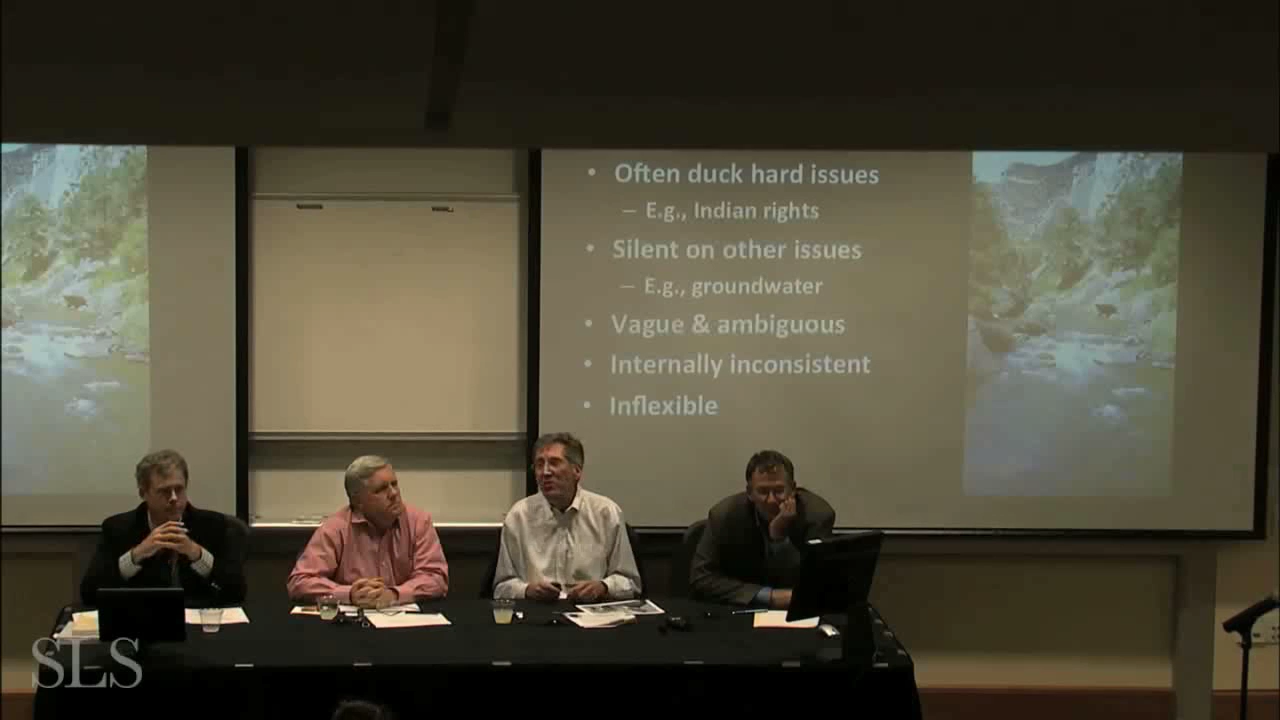 • Often duck hard issues
– E.g., Indian rights
• Silent on other issues
– E.g., groundwater
• Vague & ambiguous
• Internally inconsistent
• Inflexible
SLS